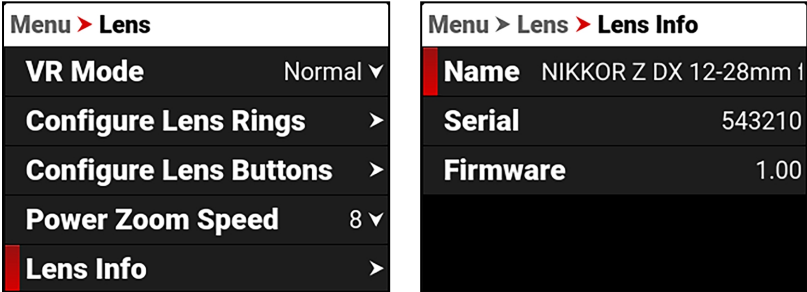 Menu ➤ Lens
VR Mode Normal
Configure Lens Rings
Configure Lens Buttons
Power Zoom Speed 8
Lens Info
Menu ➤ Lens ➤ Lens Info
Name NIKKOR Z DX 12-28mm f
Serial 543210
Firmware 1.00